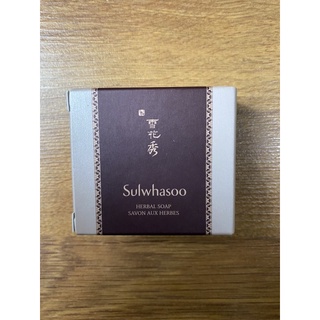 雪花秀
Sulwhasoo
HERBAL SOAP
SAVON AUX HERBES